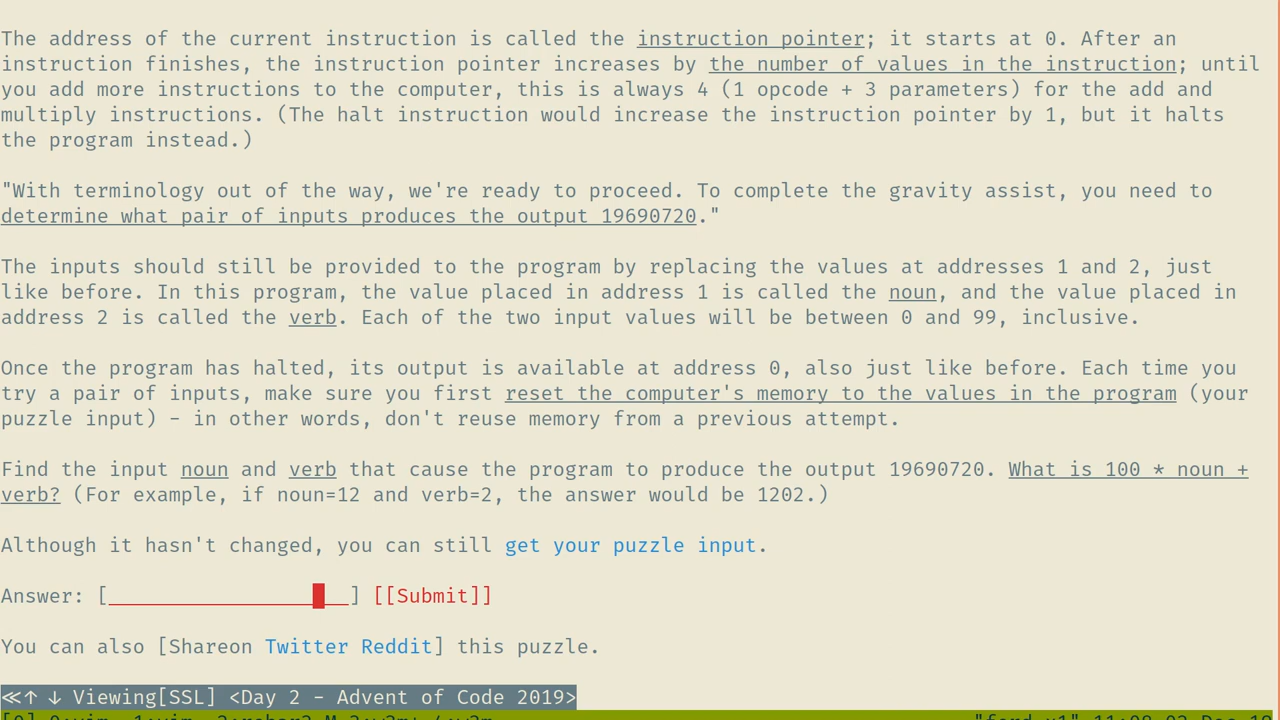 The address of the current instruction is called the instruction pointer; it starts at 0. After an
instruction finishes, the instruction pointer increases by the number of values in the instruction; until
you add more instructions to the computer, this is always 4 (1 opcode + 3 parameters) for the add and
multiply instructions. (The halt instruction would increase the instruction pointer by 1, but it halts
the program instead.)
"With terminology out of the way, we're ready to proceed. To complete the gravity assist, you need to
determine what pair of inputs produces the output 19690720."
The inputs should still be provided to the program by replacing the values at addresses 1 and 2, just
like before. In this program, the value placed in address 1 is called the noun, and the value placed in
address 2 is called the verb. Each of the two input values will be between 0 and 99, inclusive.
Once the program has halted, its output is available at address 0, also just like before. Each time you
try a pair of inputs, make sure you first reset the computer's memory to the values in the program (your
puzzle input) - in other words, don't reuse memory from a previous attempt.
Find the input noun and verb that cause the program to produce the output 19690720. What is 100 * noun +
verb? (For example, if noun=12 and verb=2, the answer would be 1202.)
Although it hasn't changed, you can still get your puzzle input.
Answer: [____________________] [[Submit]]
You can also [Shareon Twitter Reddit] this puzzle.
≪↑ ↓ Viewing[SSL] <Day 2 - Advent of Code 2019>